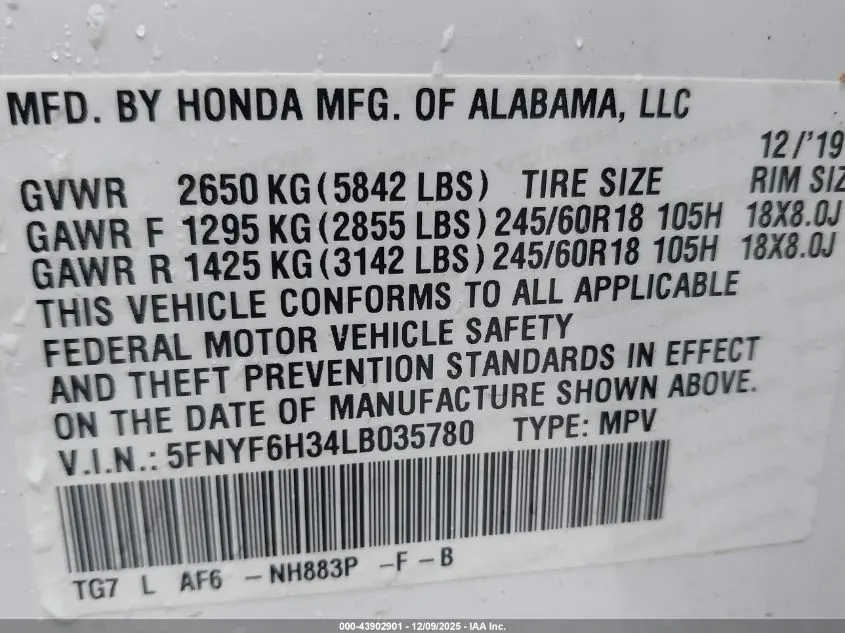 MFD. BY HONDA MFG. OF ALABAMA, LLC
12/'19
GVWR 2650 KG (5842 LBS) TIRE SIZE RIM SIZ
GAWR F 1295 KG (2855 LBS) 245/60R18 105H 18X8.0J
GAWR R 1425 KG (3142 LBS) 245/60R18 105H 18X8.0J
THIS VEHICLE CONFORMS TO ALL APPLICABLE
FEDERAL MOTOR VEHICLE SAFETY
AND THEFT PREVENTION STANDARDS IN EFFECT
ON THE DATE OF MANUFACTURE SHOWN ABOVE.
V.I.N.: 5FNYF6H34LB035780 TYPE: MPV
TG7 L AF6 -NH883P -F-B
000-43902901 - 12/09/2025 - IAA Inc.